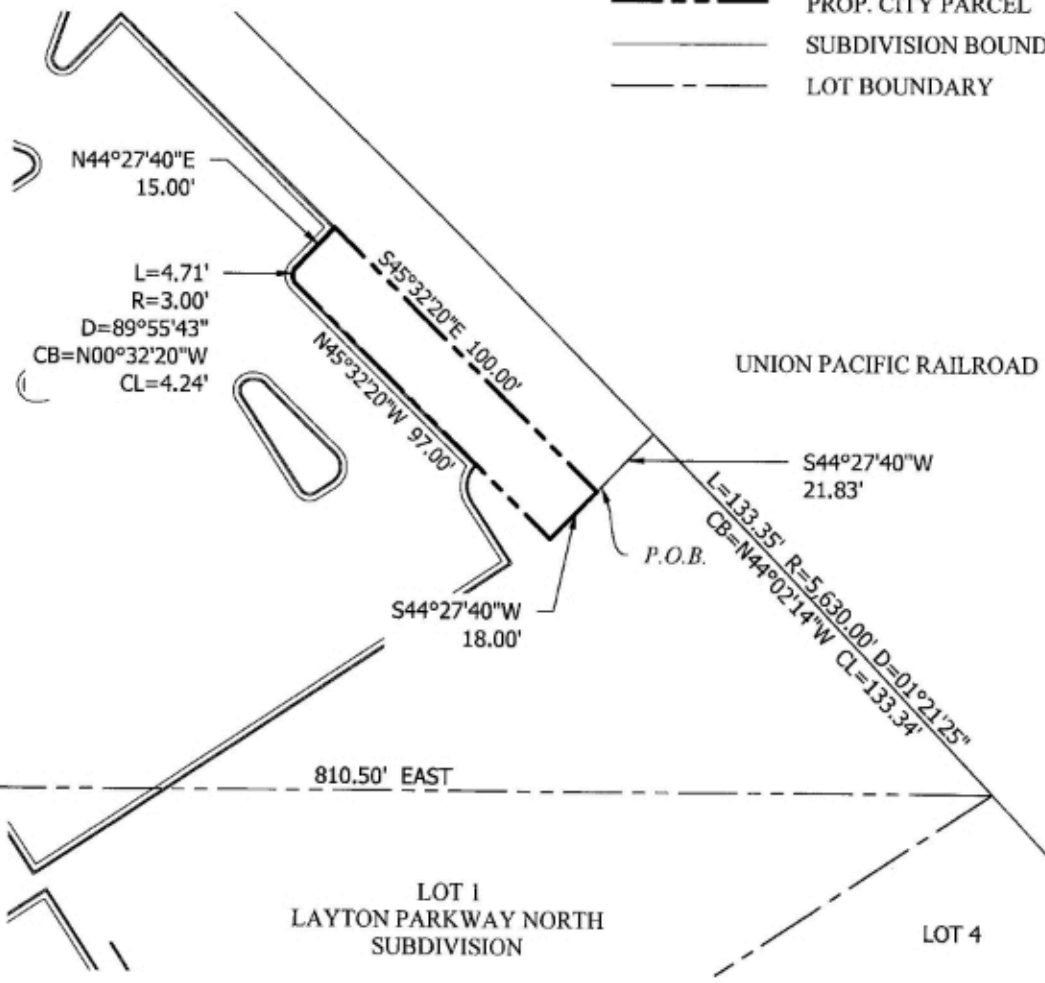 PROP. CITY PARCEL
SUBDIVISION BOUND
LOT BOUNDARY
N44°27'40"E
15.00'
L=4.71'
R=3.00'
D=89°55'43"
CB=N00°32'20"W
CL=4.24'
S45°32'20"E 100.00'
N45°32'20"W 97.00'
UNION PACIFIC RAILROAD
S44°27'40"W
21.83'
P.O.B.
L=133.35' R=5,630.00' D=01°21'25"
CB=N44°02'14"W CL=133.34'
S44°27'40"W
18.00'
810.50' EAST
LOT 1
LAYTON PARKWAY NORTH
SUBDIVISION
LOT 4